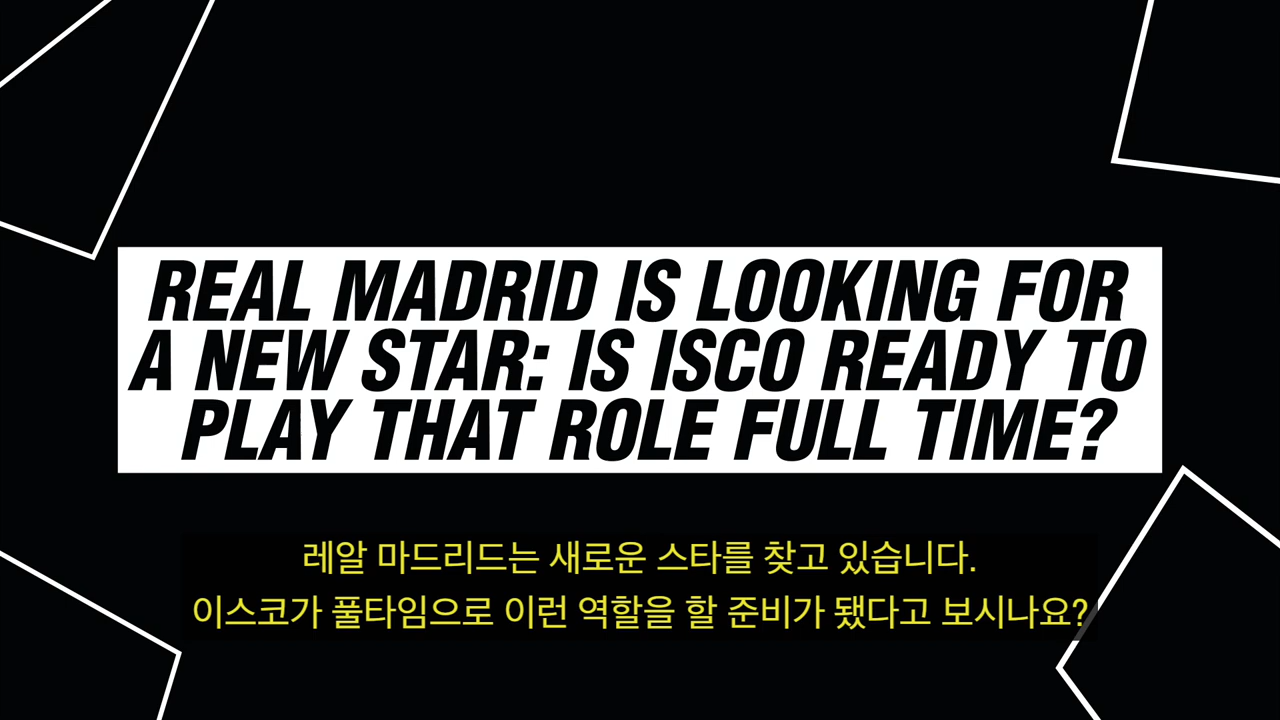 REAL MADRID IS LOOKING FOR
A NEW STAR: IS ISCO READY TO
PLAY THAT ROLE FULL TIME?
레알 마드리드는 새로운 스타를 찾고 있습니다.
이스코가 풀타임으로 이런 역할을 할 준비가 됐다고 보시나요?